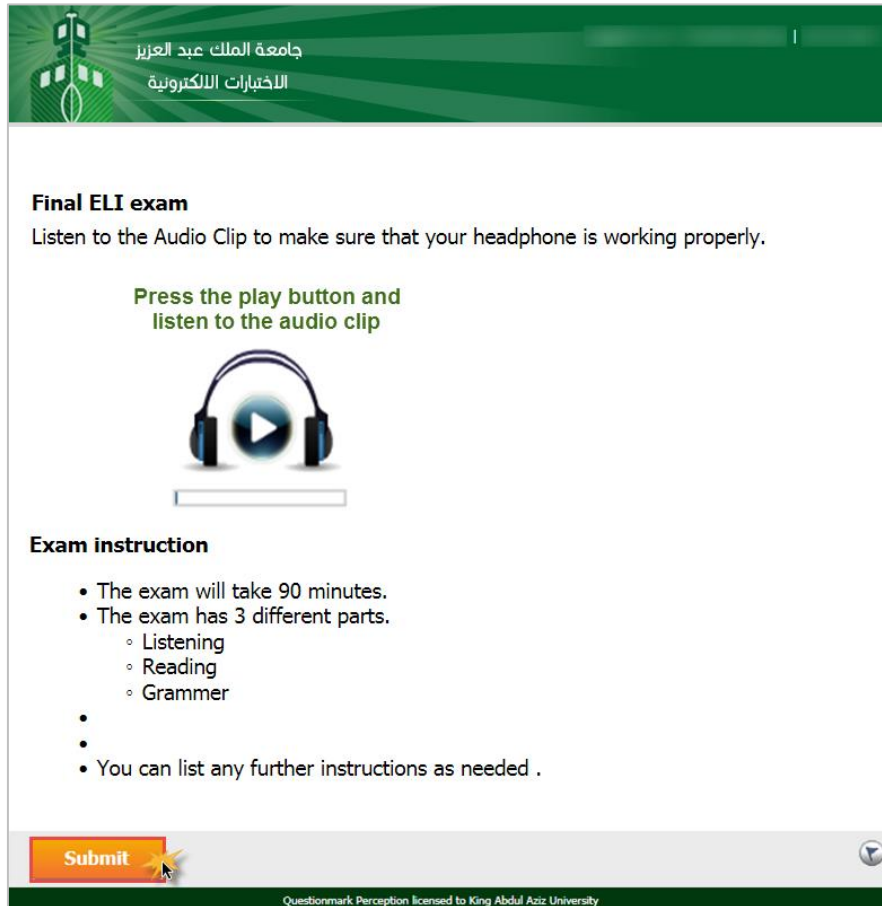 جامعة الملك عبد العزيز
الاختبارات الالكترونية
Final ELI exam
Listen to the Audio Clip to make sure that your headphone is working properly.
Press the play button and
listen to the audio clip
Exam instruction
• The exam will take 90 minutes.
• The exam has 3 different parts.
◦ Listening
◦ Reading
◦ Grammer
•
•
• You can list any further instructions as needed .
Submit
Questionmark Perception licensed to King Abdul Aziz University